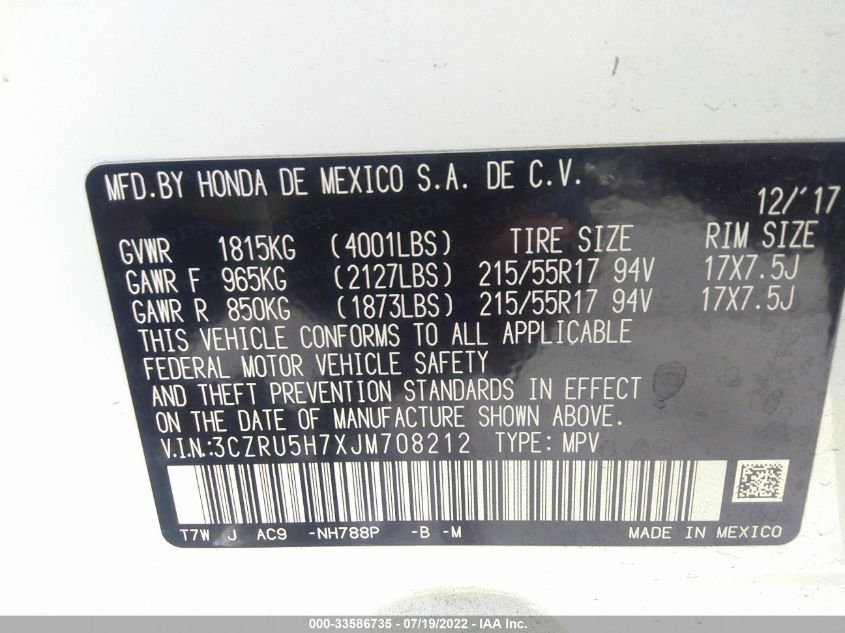 MFD.BY HONDA DE MEXICO S.A. DE C.V.
12/'17
GVWR 1815KG (4001LBS) TIRE SIZE RIM SIZE
GAWR F 965KG (2127LBS) 215/55R17 94V 17X7.5J
GAWR R 850KG (1873LBS) 215/55R17 94V 17X7.5J
THIS VEHICLE CONFORMS TO ALL APPLICABLE
FEDERAL MOTOR VEHICLE SAFETY
AND THEFT PREVENTION STANDARDS IN EFFECT
ON THE DATE OF MANUFACTURE SHOWN ABOVE.
V.I.N.:3CZRU5H7XJM708212 TYPE: MPV
T7W J AC9 -NH788P -B -M MADE IN MEXICO
000-33586735 - 07/19/2022 - IAA, Inc.